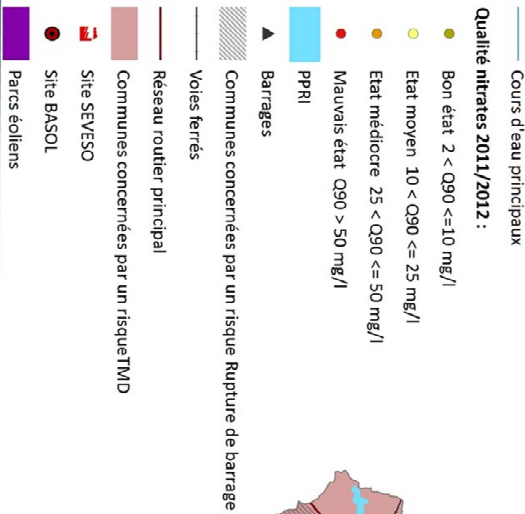 Cours d'eau principaux
Qualité nitrates 2011/2012 :
Bon état 2 < Q90 <=10 mg/l
Etat moyen 10 < Q90 <= 25 mg/l
Etat médiocre 25 < Q90 <= 50 mg/l
Mauvais état Q90 > 50 mg/l
PPRI
Barrages
Communes concernées par un risque Rupture de barrage
Voies ferrés
Réseau routier principal
Communes concernées par un risqueTMD
Site SEVESO
Site BASOL
Parcs éoliens